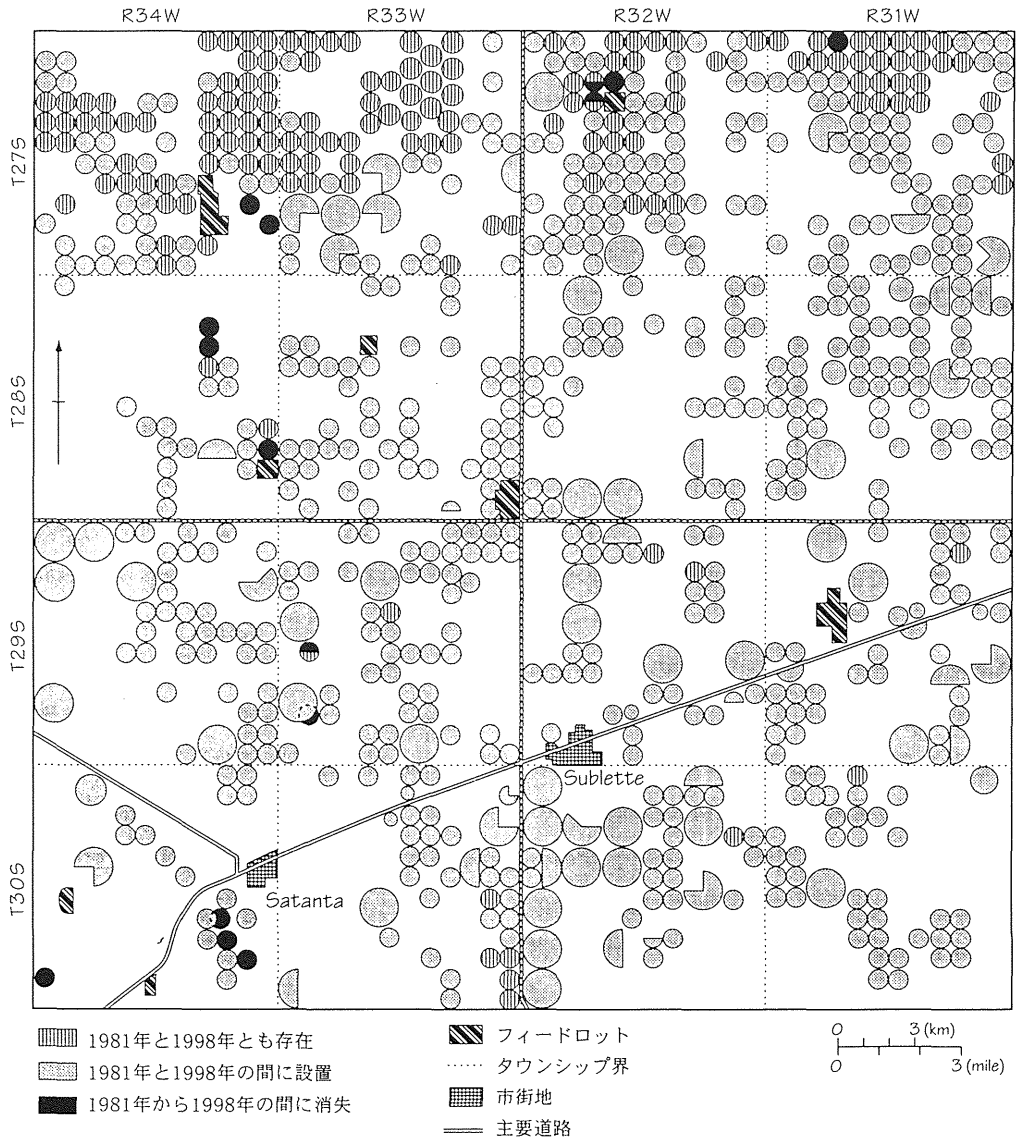 R34W R33W R32W R31W
T27S
T28S
T29S
T30S
Sublette
Satanta
1981年と1998年とも存在
1981年と1998年の間に設置
1981年から1998年の間に消失
フィードロット
タウンシップ界
市街地
主要道路
0 3 (km)
0 3 (mile)